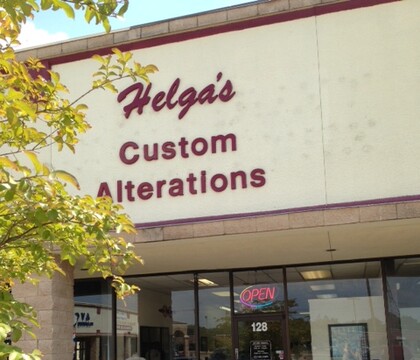 Helga's
Custom
Alterations
OPEN
128